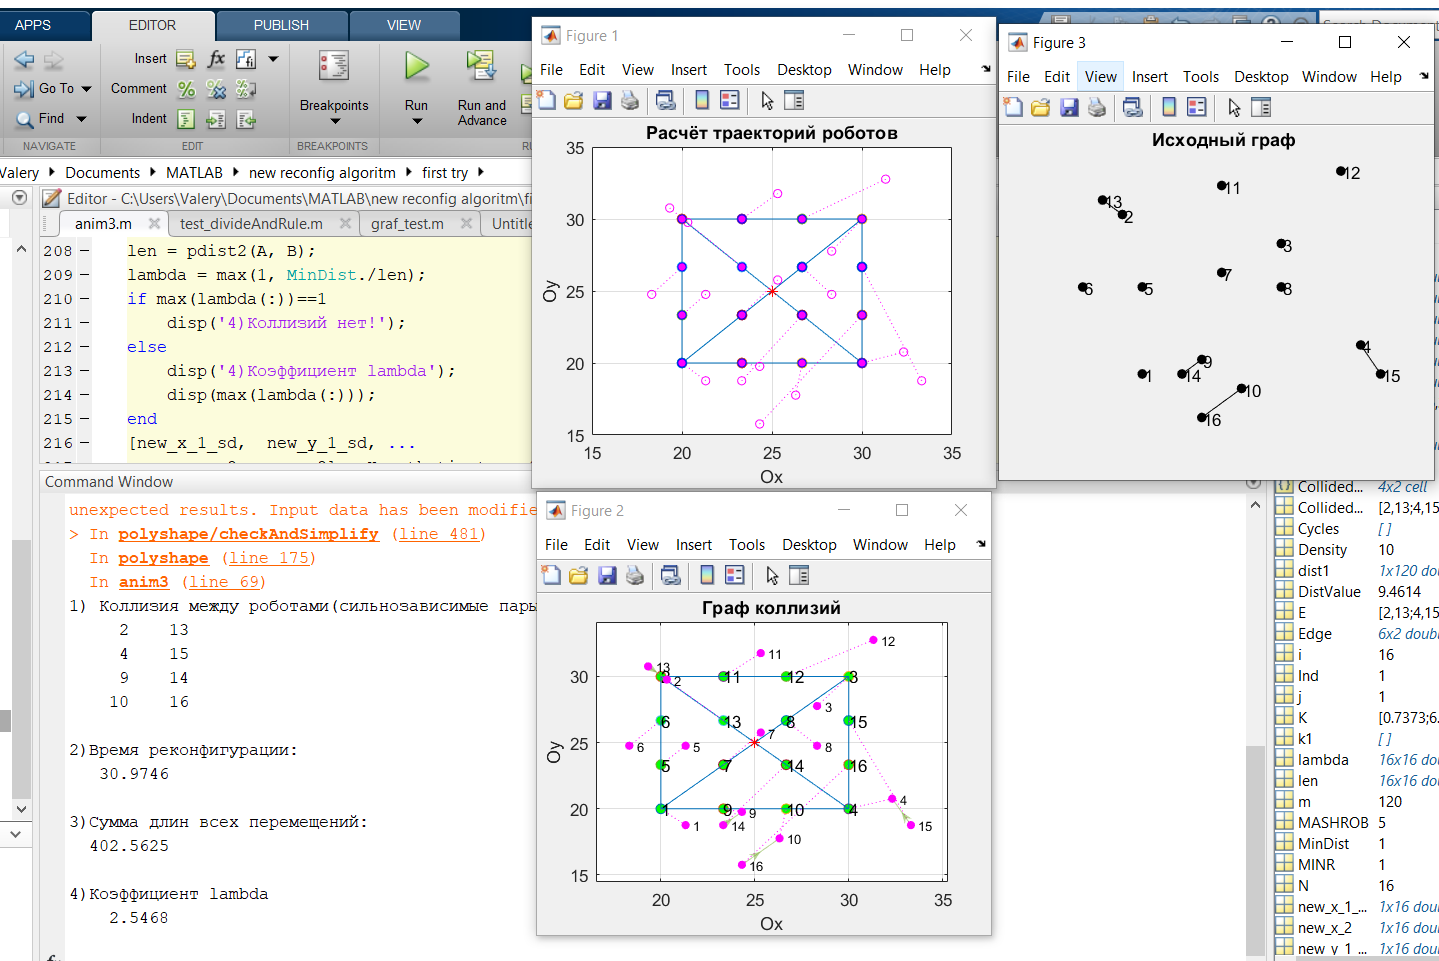 APPS
EDITOR
PUBLISH
VIEW
Insert
fx
Comment
Indent
Go To
Find
Breakpoints
Run
Run and
Advance
NAVIGATE
EDIT
BREAKPOINTS
Valery
Documents
MATLAB
new reconfig algoritm
first try
Editor - C:\Users\Valery\Documents\MATLAB\new reconfig algoritm\fi
anim3.m
test_divideAndRule.m
graf_test.m
Untitle
208 – len = pdist2(A, B);
209 – lambda = max(1, MinDist./len);
210 – if max(lambda(:))==1
211 – disp('4)Коллизий нет!');
212 – else
213 – disp('4)Коэффициент lambda');
214 – disp(max(lambda(:)));
215 – end
216 – [new_x_1_sd, new_y_1_sd, ...
Command Window
unexpected results. Input data has been modifie
> In polyshape/checkAndSimplify (line 481)
In polyshape (line 175)
In anim3 (line 69)
1) Коллизия между роботами(сильнозависимые пары
2 13
4 15
9 14
10 16
2)Время реконфигурации:
30.9746
3)Сумма длин всех перемещений:
402.5625
4)Коэффициент lambda
2.5468
Figure 1
File Edit View Insert Tools Desktop Window Help
Расчёт траекторий роботов
35
30
25
20
15
Oy
15 20 25 30 35
Ox
Figure 2
File Edit View Insert Tools Desktop Window Help
Граф коллизий
12
11
13
2
2 11 12 3
3
30
6 13 8 15
7
25
6 5 8
5 7 14 16
4
20
1 9 10 4
9
1 14 15
10
16
15
Oy
20 25 30 35
Ox
Figure 3
File Edit View Insert Tools Desktop Window Help
Исходный граф
12
11
13
2
3
7
6 5 8
4
9
1 14 15
10
16
Collided... 4x2 cell
Collided... [2,13;4,15
Cycles [ ]
Density 10
dist1 1x120 dou
DistValue 9.4614
E [2,13;4,15
Edge 6x2 doubl
i 16
Ind 1
j 1
K [0.7373;6.
k1 [ ]
lambda 16x16 dou
len 16x16 dou
m 120
MASHROB 5
MinDist 1
MINR 1
N 16
new_x_1_... 1x16 dou
new_x_2 1x16 dou
new_y_1_... 1x16 dou